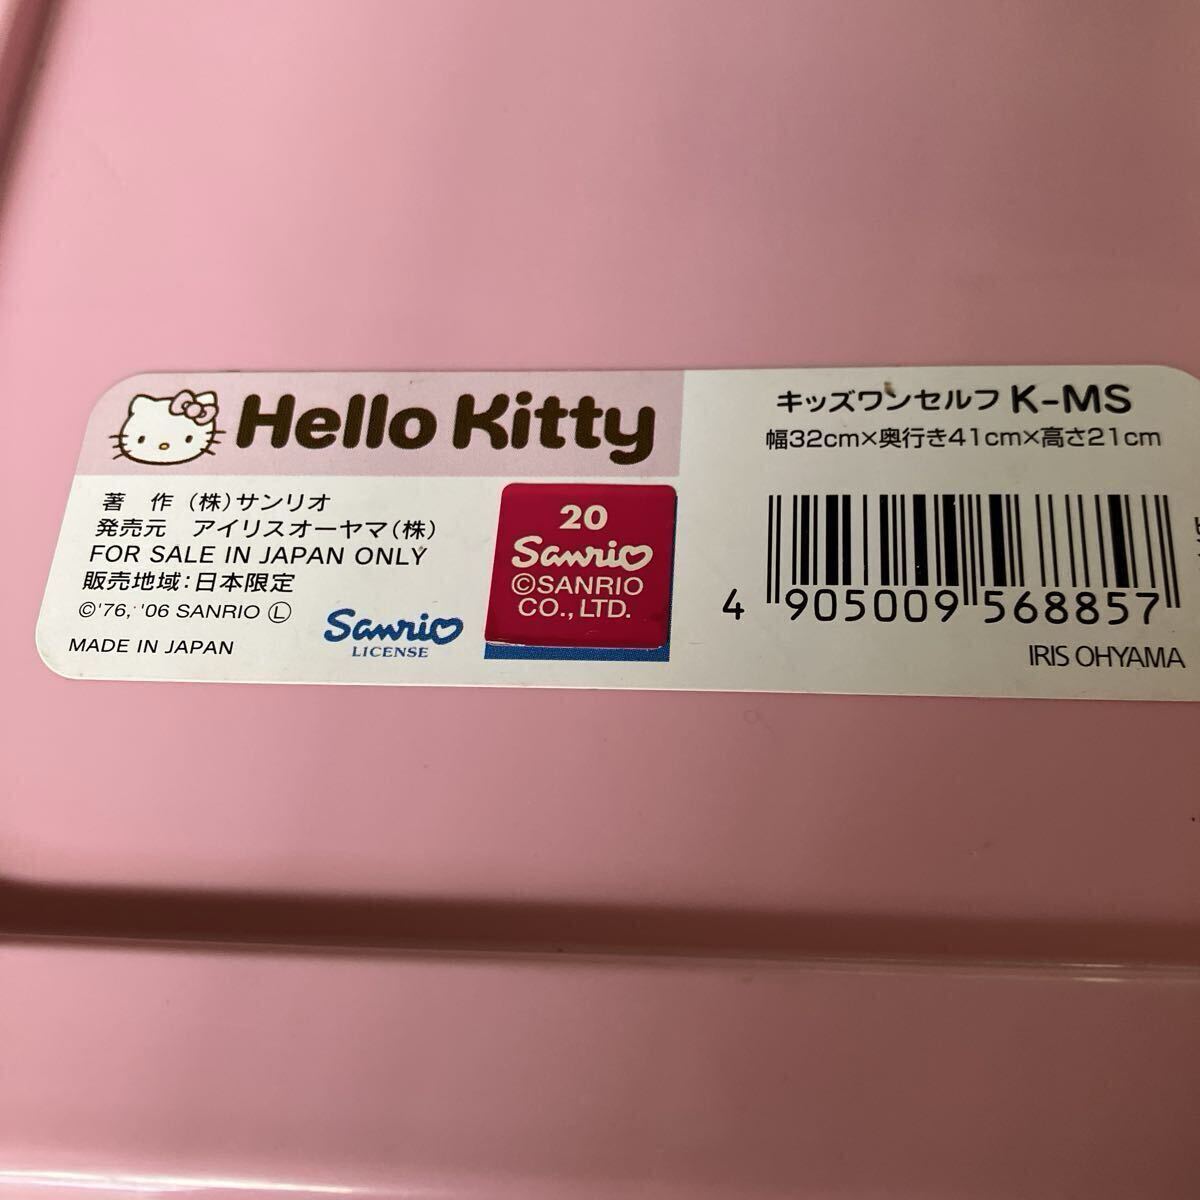 Hello Kitty
著 作 (株)サンリオ
発売元 アイリスオーヤマ(株)
FOR SALE IN JAPAN ONLY
販売地域:日本限定
©'76, '06 SANRIO Ⓛ
MADE IN JAPAN
Sanrio
LICENSE
20
Sanrio
©SANRIO
CO., LTD.
キッズワンセルフ K-MS
幅32cm×奥行き41cm×高さ21cm
4 905009 568857
IRIS OHYAMA